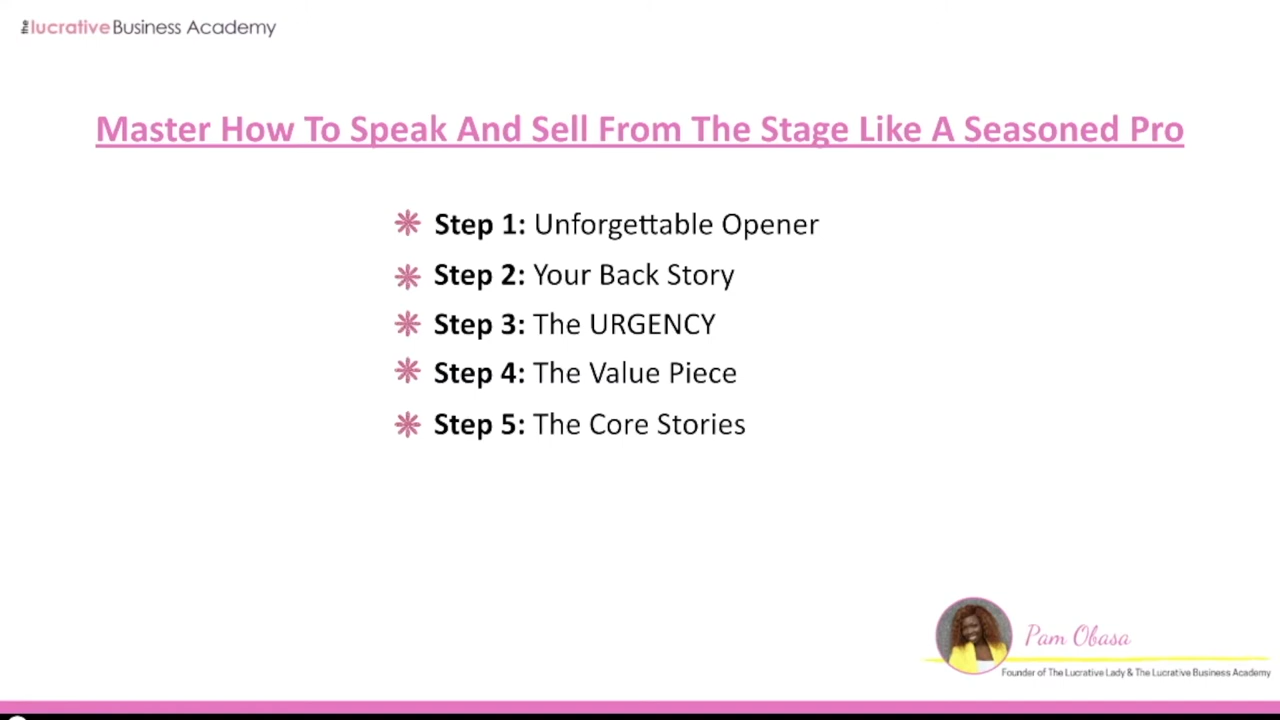 the lucrative Business Academy
Master How To Speak And Sell From The Stage Like A Seasoned Pro
Step 1: Unforgettable Opener
Step 2: Your Back Story
Step 3: The URGENCY
Step 4: The Value Piece
Step 5: The Core Stories
Pam Obasa
Founder of The Lucrative Lady & The Lucrative Business Academy